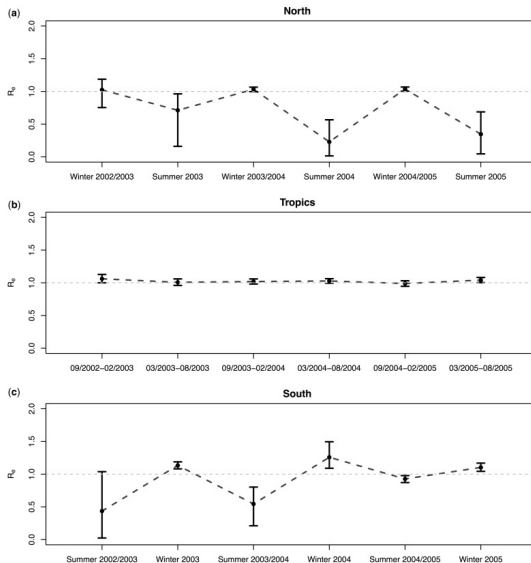 (a)
North
2.0
1.5
1.0
0.5
0.0
Re
Winter 2002/2003 Summer 2003 Winter 2003/2004 Summer 2004 Winter 2004/2005 Summer 2005
(b)
Tropics
2.0
1.5
1.0
0.5
0.0
Re
09/2002–02/2003 03/2003–08/2003 09/2003–02/2004 03/2004–08/2004 09/2004–02/2005 03/2005–08/2005
(c)
South
2.0
1.5
1.0
0.5
0.0
Re
Summer 2002/2003 Winter 2003 Summer 2003/2004 Winter 2004 Summer 2004/2005 Winter 2005